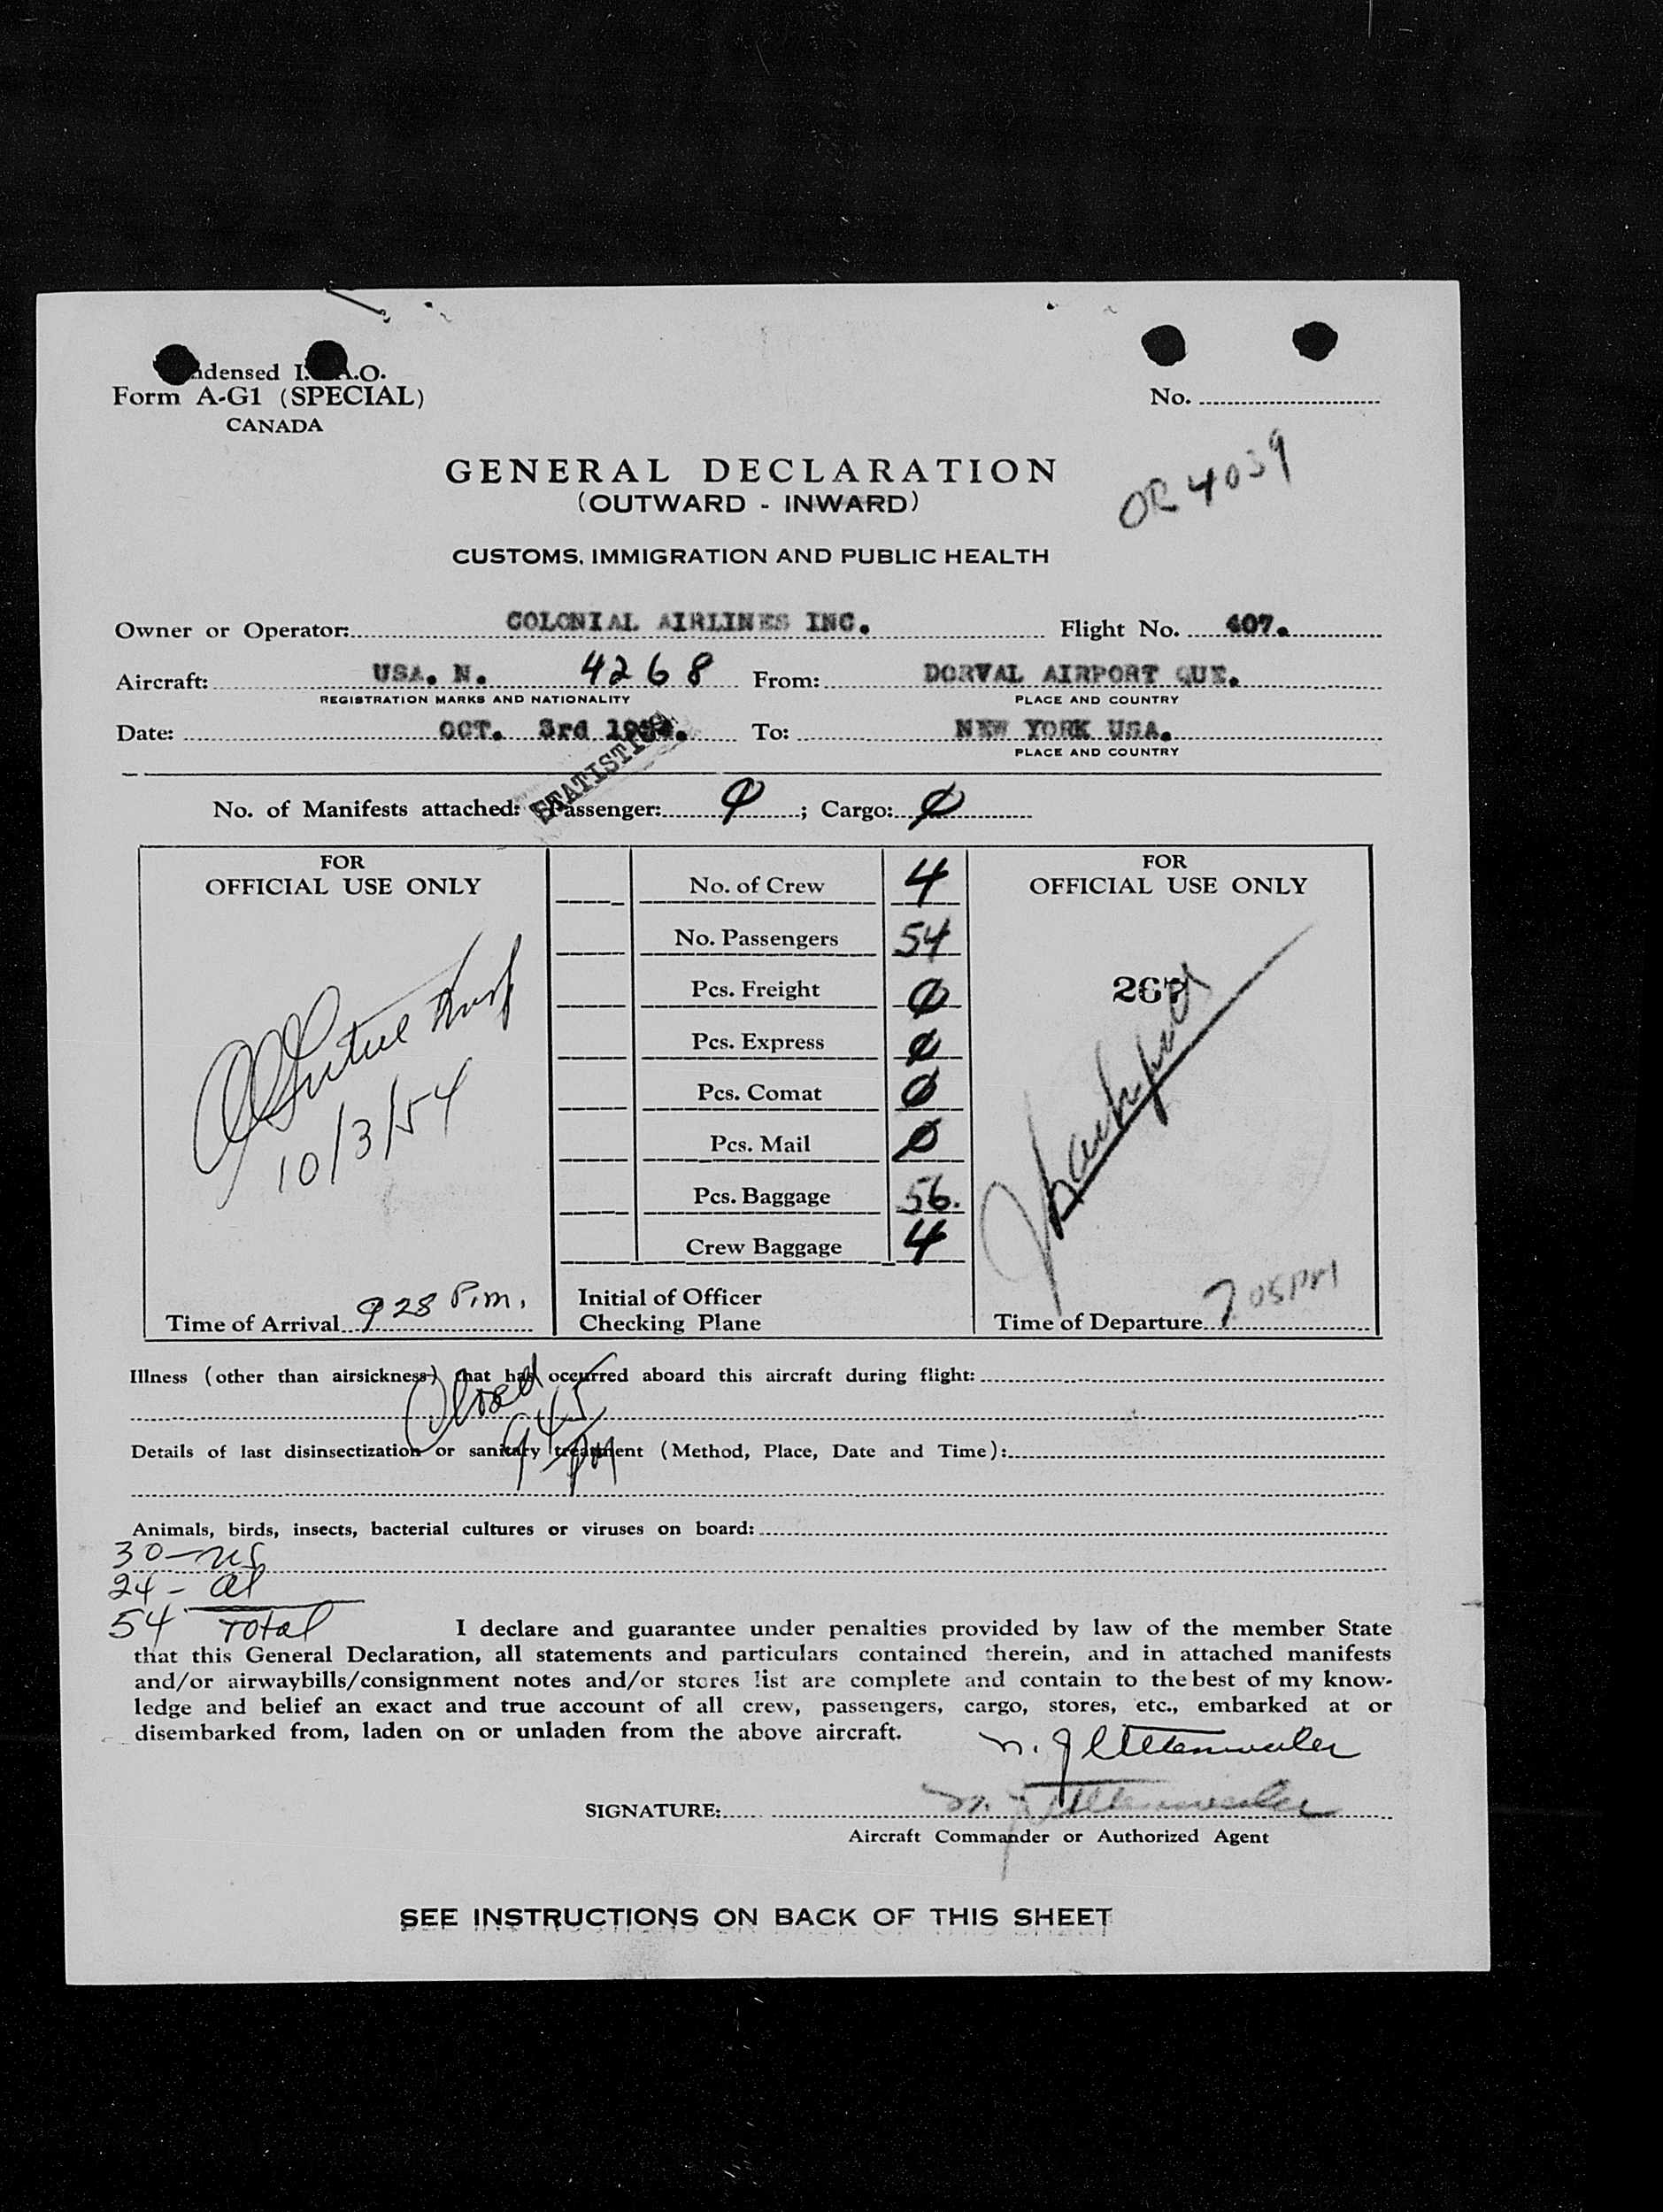 Form A-G1 (SPECIAL)
CANADA
No.
OR 4039
GENERAL DECLARATION
(OUTWARD - INWARD)
CUSTOMS, IMMIGRATION AND PUBLIC HEALTH
Owner or Operator: COLONIAL AIRLINES INC. Flight No. 407.
Aircraft: USA. N. 4268 From: DORVAL AIRPORT QUE.
REGISTRATION MARKS AND NATIONALITY PLACE AND COUNTRY
Date: OCT. 3rd 1954. To: NEW YORK USA.
PLACE AND COUNTRY
STATISTICS
No. of Manifests attached: Passenger: 0 ; Cargo: 0
FOR
OFFICIAL USE ONLY
10/3/54
Time of Arrival 9 28 P.m.
No. of Crew 4
No. Passengers 54
Pcs. Freight 0
Pcs. Express 0
Pcs. Comat 0
Pcs. Mail 0
Pcs. Baggage 56.
Crew Baggage 4
Initial of Officer
Checking Plane
FOR
OFFICIAL USE ONLY
267
Time of Departure 7 05 PM
Illness (other than airsickness) that has occurred aboard this aircraft during flight:
945
PM
Details of last disinsectization or sanitary treatment (Method, Place, Date and Time):
Animals, birds, insects, bacterial cultures or viruses on board:
30 - US
24 - al
54 Total
I declare and guarantee under penalties provided by law of the member State
that this General Declaration, all statements and particulars contained therein, and in attached manifests
and/or airwaybills/consignment notes and/or stores list are complete and contain to the best of my know-
ledge and belief an exact and true account of all crew, passengers, cargo, stores, etc., embarked at or
disembarked from, laden on or unladen from the above aircraft.
SIGNATURE:
Aircraft Commander or Authorized Agent
SEE INSTRUCTIONS ON BACK OF THIS SHEET